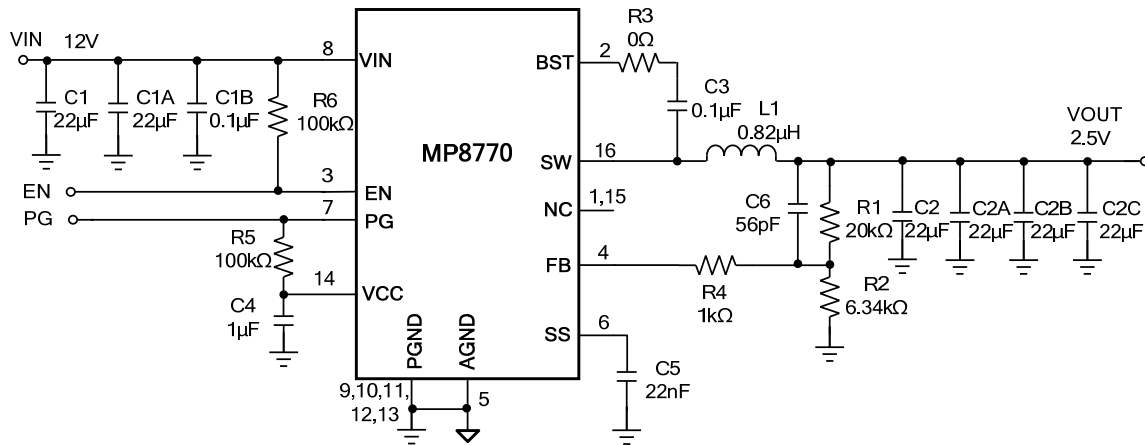 VIN
12V
C1
22µF
C1A
22µF
C1B
0.1µF
R6
100kΩ
EN
PG
R5
100kΩ
C4
1µF
8
VIN
3
EN
7
PG
14
VCC
MP8770
PGND
AGND
9,10,11,
12,13
5
BST
2
R3
0Ω
C3
0.1µF
L1
0.82µH
SW
16
NC
1,15
FB
4
R4
1kΩ
C6
56pF
R1
20kΩ
R2
6.34kΩ
SS
6
C5
22nF
C2
22µF
C2A
22µF
C2B
22µF
C2C
22µF
VOUT
2.5V